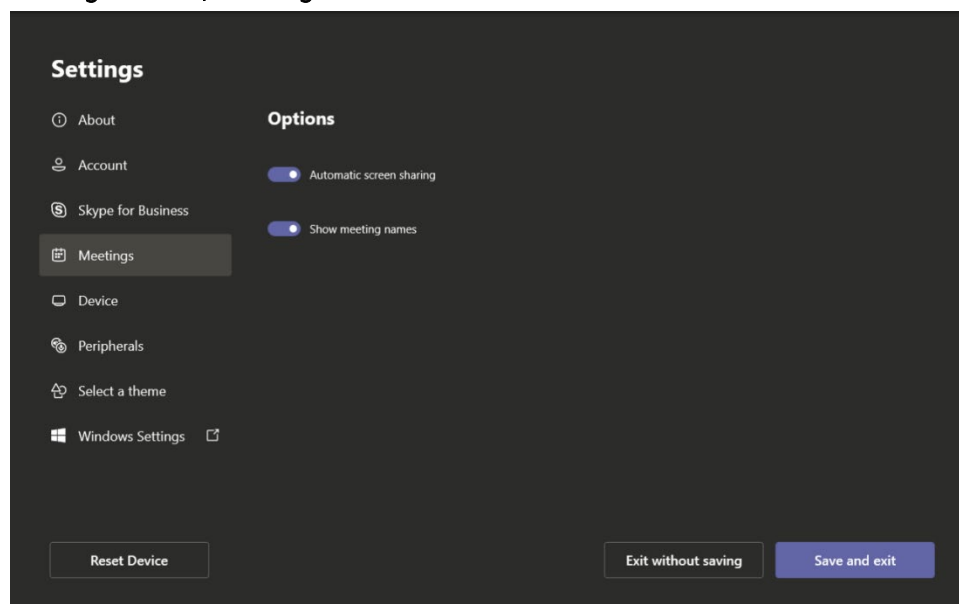 Settings
About
Account
Skype for Business
Meetings
Device
Peripherals
Select a theme
Windows Settings
Options
Automatic screen sharing
Show meeting names
Reset Device
Exit without saving
Save and exit